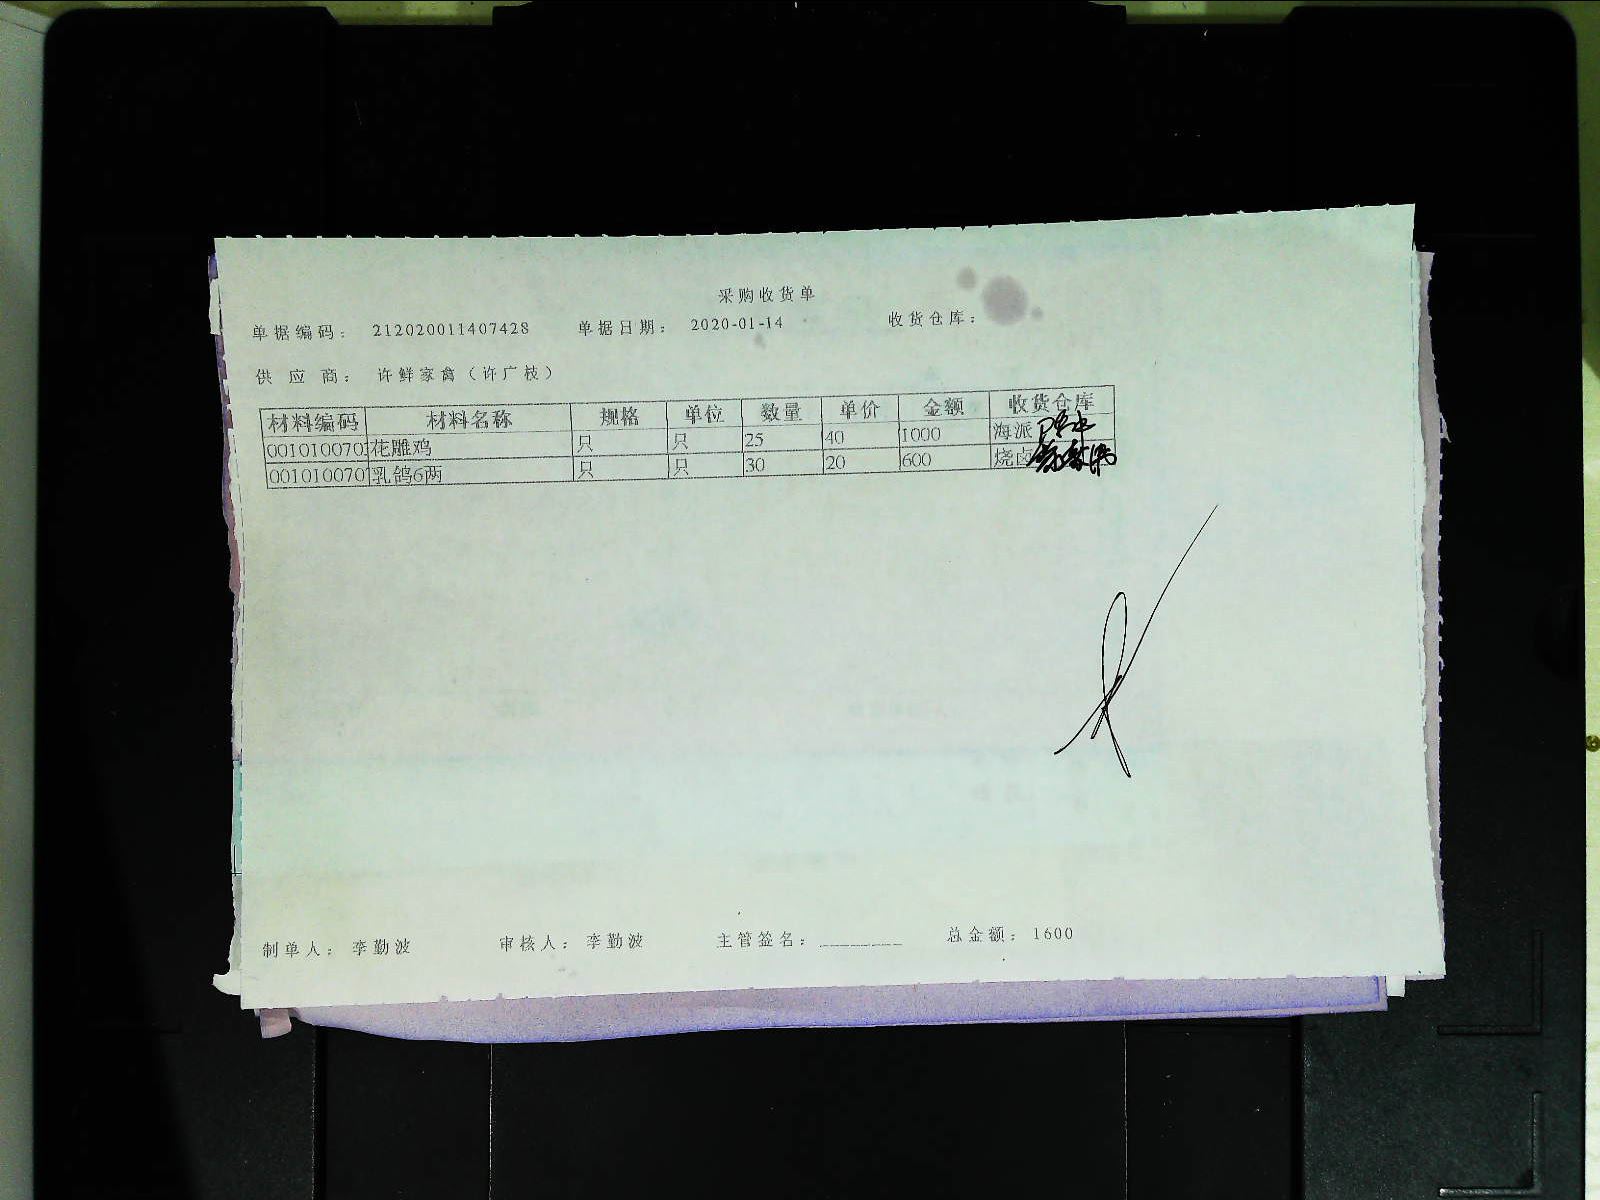 采购收货单
单据编码: 212020011407428 单据日期: 2020-01-14 收货仓库:
供应商: 许鲜家禽(许广枝)
材料编码 材料名称 规格 单位 数量 单价 金额 收货仓库
001010070 花雕鸡 只 只 25 40 1000 海派
001010070 乳鸽6两 只 只 30 20 600 烧卤
制单人: 李勤波 审核人: 李勤波 主管签名: ________ 总金额: 1600